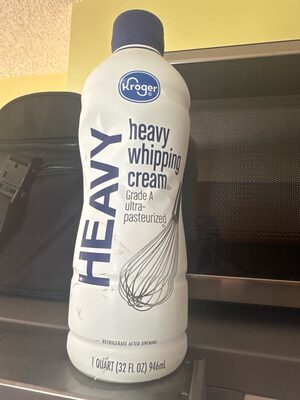 Kroger
HEAVY
heavy
whipping
cream
Grade A
ultra-
pasteurized
REFRIGERATE AFTER OPENING
1 QUART (32 FL OZ) 946mL